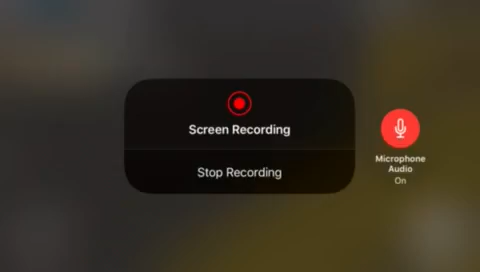 Screen Recording
Stop Recording
Microphone
Audio
On